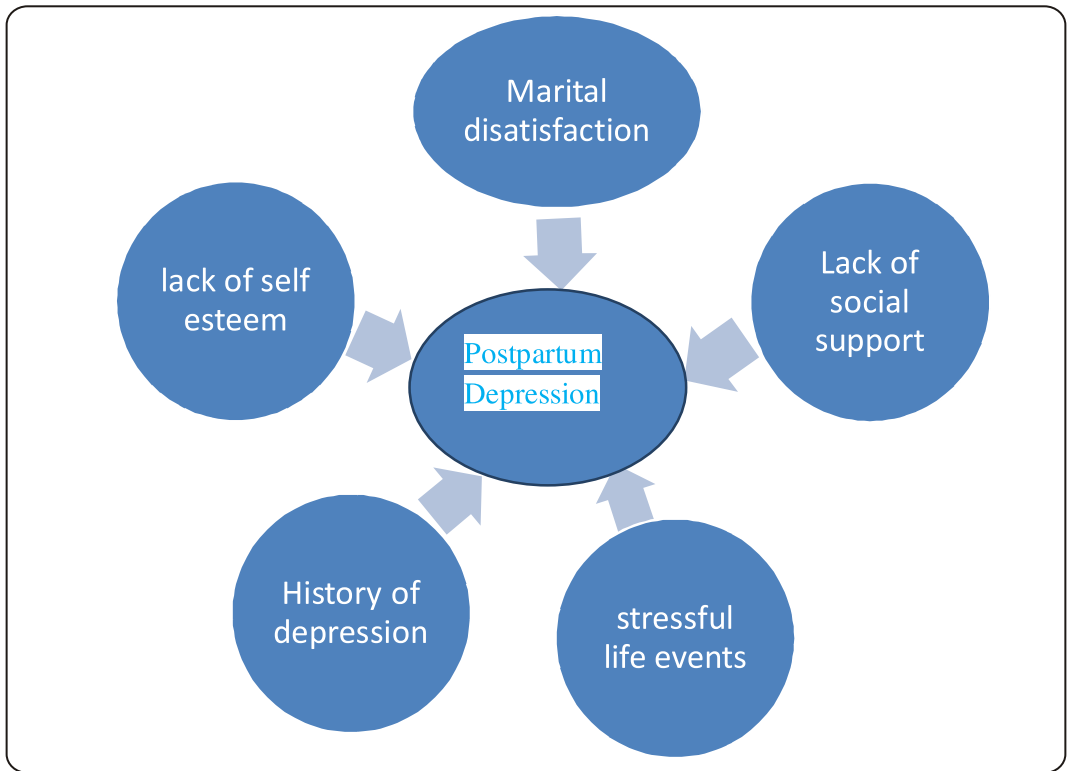 Marital
disatisfaction
lack of self
esteem
Lack of
social
support
Postpartum
Depression
History of
depression
stressful
life events